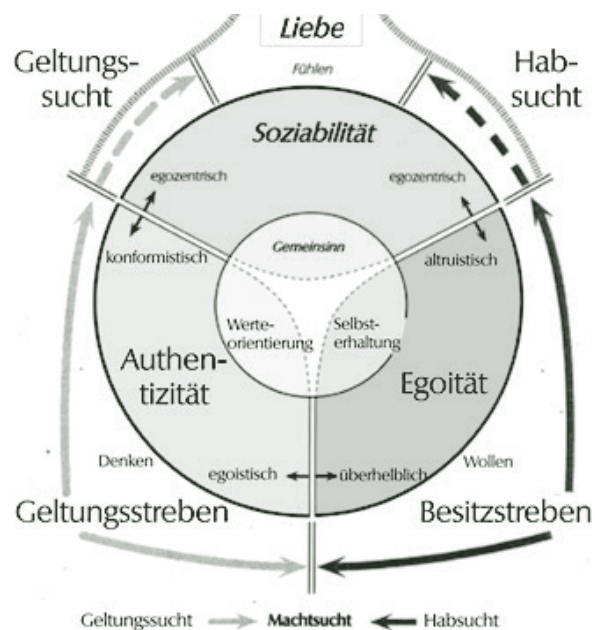 Liebe
Geltungs-
sucht
Hab-
sucht
Fühlen
Soziabilität
egozentrisch
egozentrisch
Gemeinsinn
konformistisch
altruistisch
Werte-
orientierung
Selbst-
erhaltung
Authen-
tizität
Egoität
Denken
Wollen
egoistisch
überhelblich
Geltungsstreben
Besitzstreben
Geltungssucht Machtsucht Habsucht